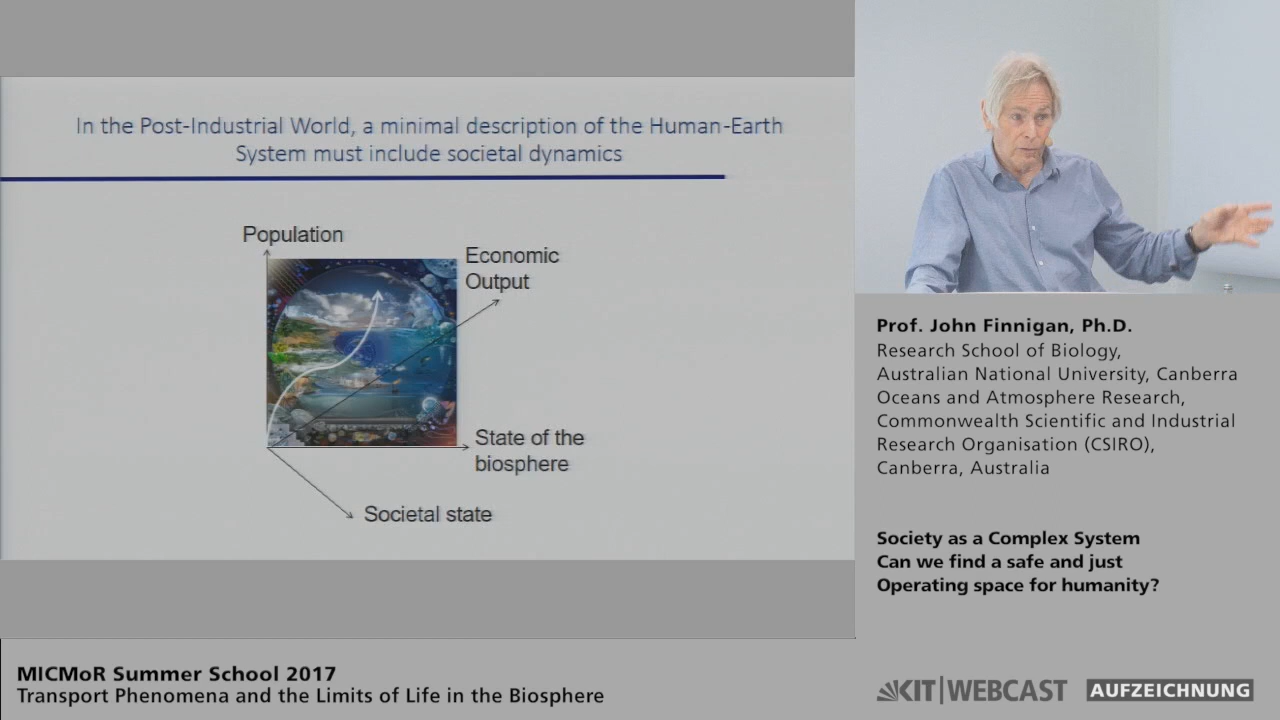 In the Post-Industrial World, a minimal description of the Human-Earth
System must include societal dynamics
Population
Economic
Output
State of the
biosphere
Societal state
Prof. John Finnigan, Ph.D.
Research School of Biology,
Australian National University, Canberra
Oceans and Atmosphere Research,
Commonwealth Scientific and Industrial
Research Organisation (CSIRO),
Canberra, Australia
Society as a Complex System
Can we find a safe and just
Operating space for humanity?
MICMoR Summer School 2017
Transport Phenomena and the Limits of Life in the Biosphere
KIT|WEBCAST
AUFZEICHNUNG